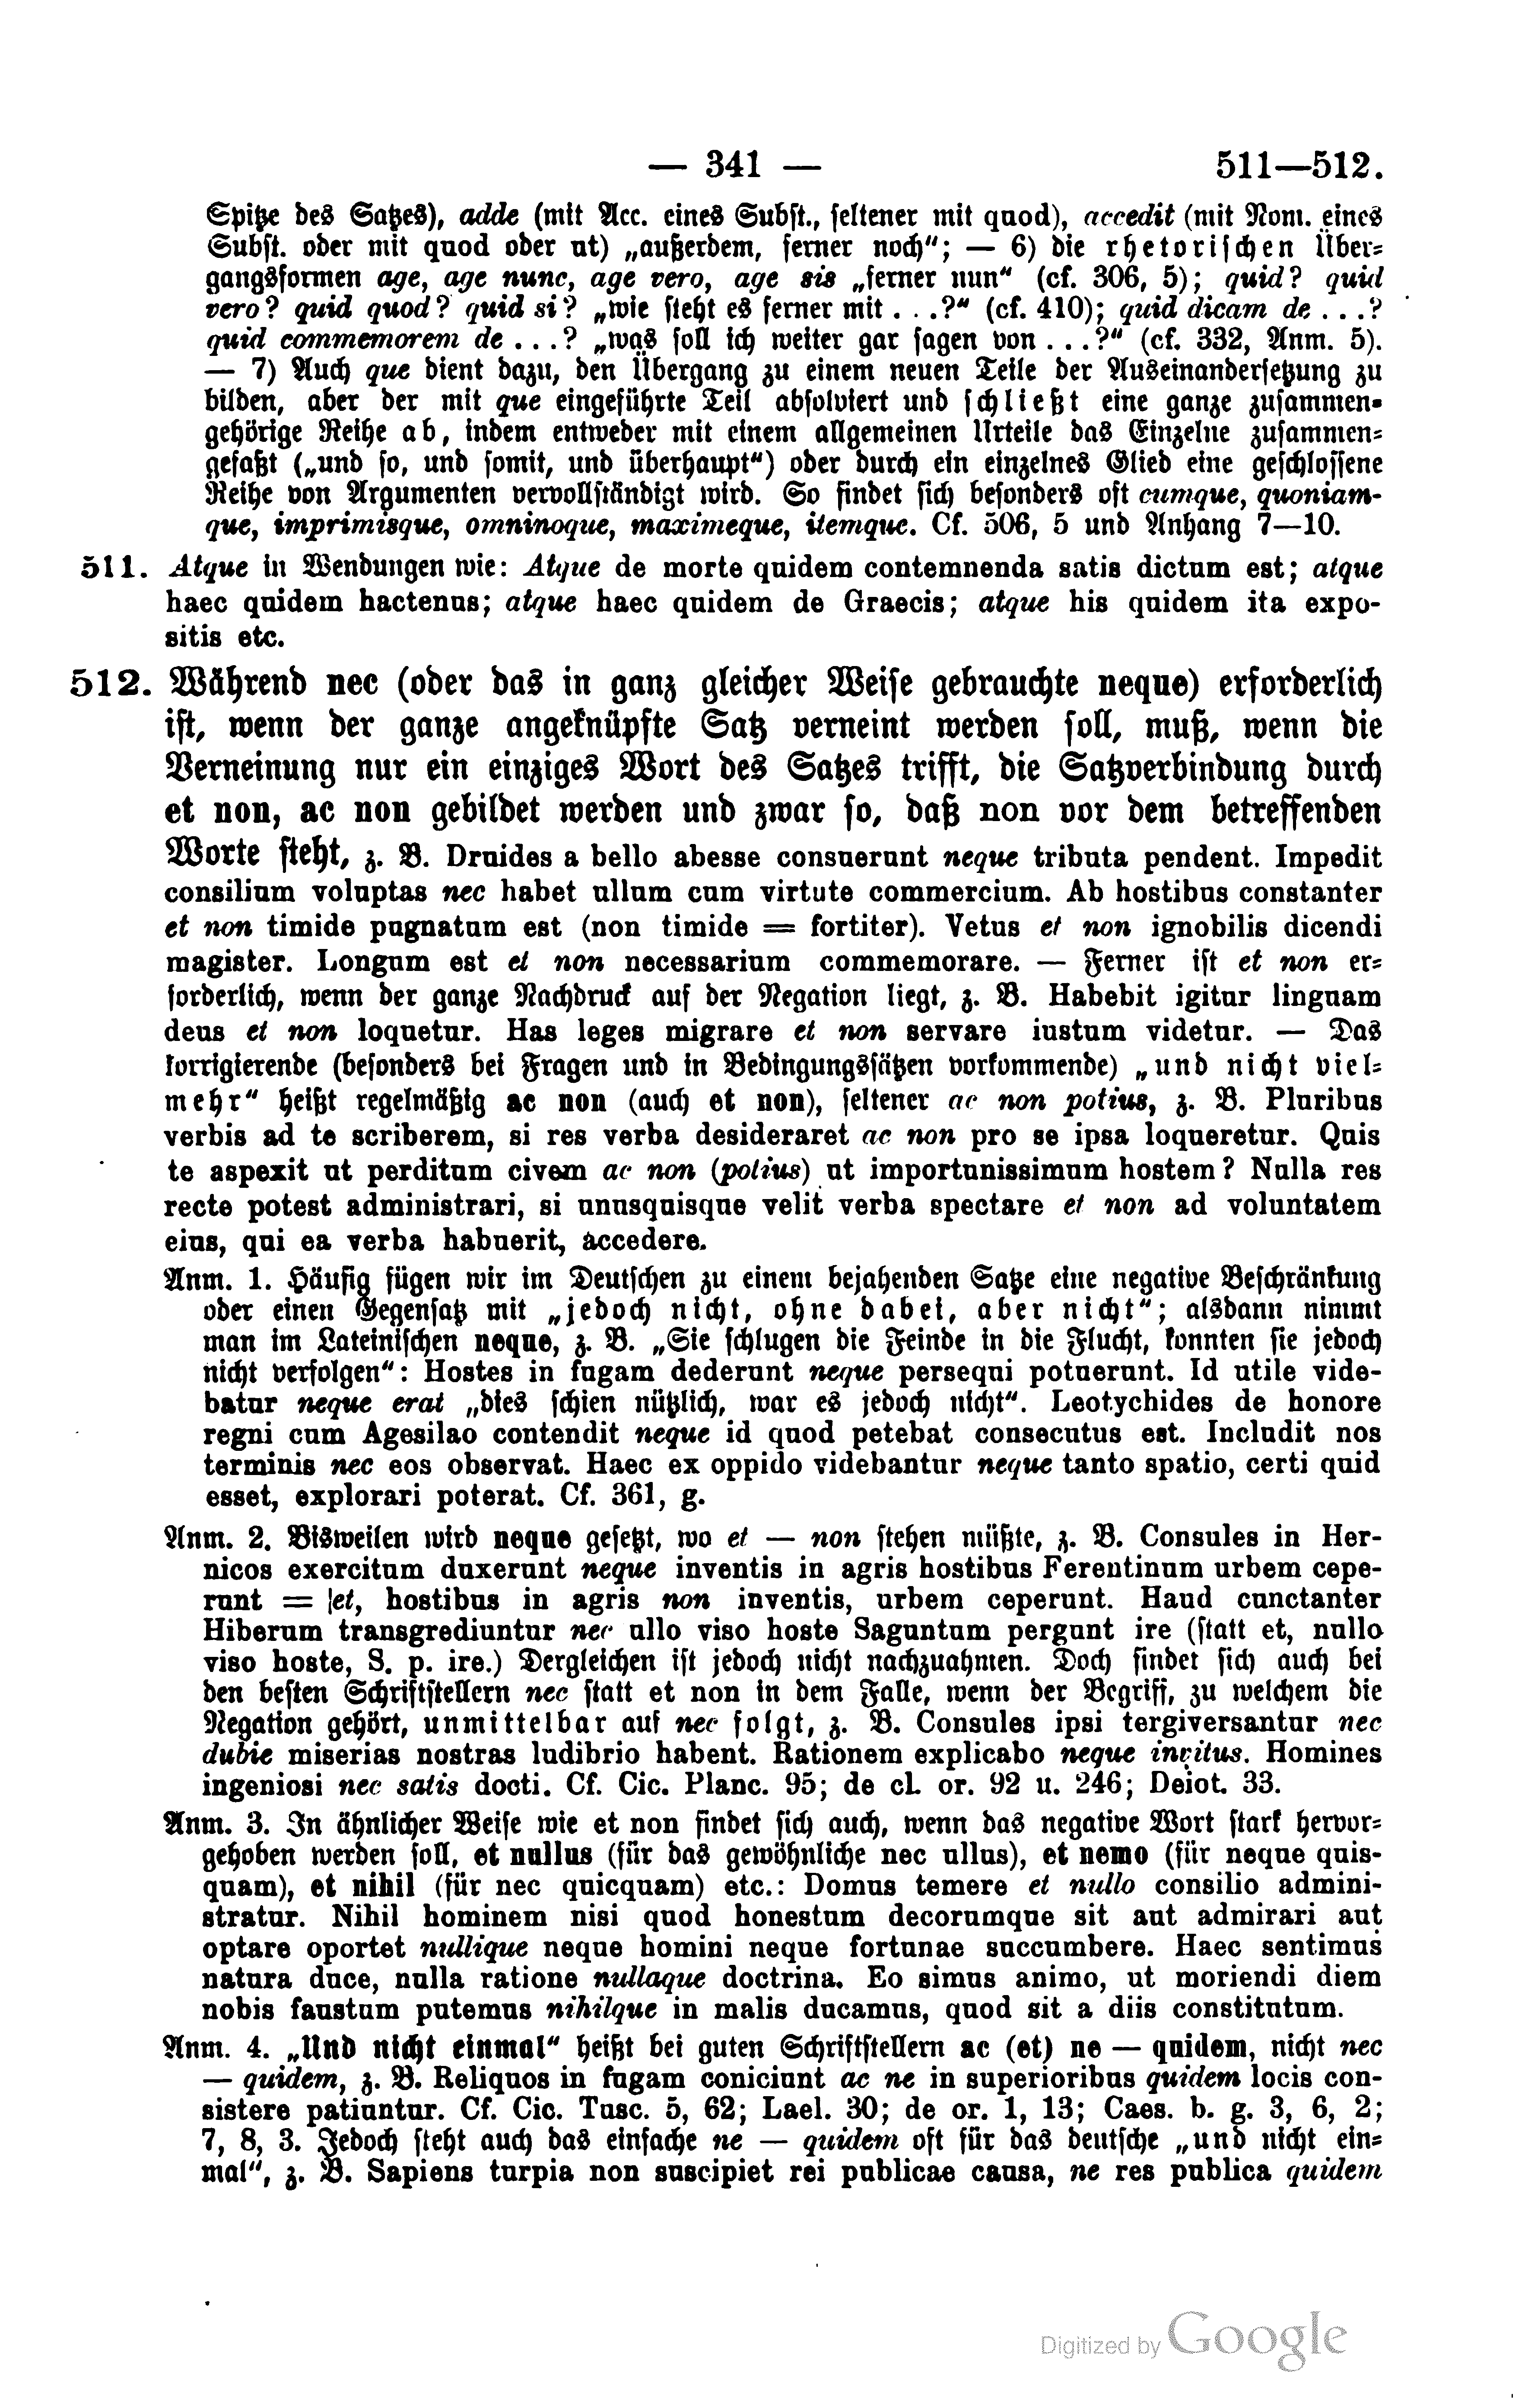 — 341 —
511—512.
Spitze des Satzes), adde (mit Acc. eines Subst., seltener mit quod), accedit (mit Nom. eines
Subst. oder mit quod oder ut) „außerdem, ferner noch“; — 6) die rhetorischen Über-
gangsformen age, age nunc, age vero, age sis „ferner nun“ (cf. 306, 5); quid? quid
vero? quid quod? quid si? „wie steht es ferner mit . . .?“ (cf. 410); quid dicam de . . .?
quid commemorem de . . .? „was soll ich weiter gar sagen von . . .?“ (cf. 332, Anm. 5).
— 7) Auch que dient dazu, den Übergang zu einem neuen Teile der Auseinandersetzung zu
bilden, aber der mit que eingeführte Teil absolviert und schließt eine ganze zusammen-
gehörige Reihe ab, indem entweder mit einem allgemeinen Urteile das Einzelne zusammen-
gefaßt („und so, und somit, und überhaupt“) oder durch ein einzelnes Glied eine geschlossene
Reihe von Argumenten vervollständigt wird. So findet sich besonders oft cumque, quoniam-
que, imprimisque, omninoque, maximeque, itemque. Cf. 506, 5 und Anhang 7—10.
511. Atque in Wendungen wie: Atque de morte quidem contemnenda satis dictum est; atque
haec quidem hactenus; atque haec quidem de Graecis; atque his quidem ita expo-
sitis etc.
512. Während nec (oder das in ganz gleicher Weise gebrauchte neque) erforderlich
ist, wenn der ganze angeknüpfte Satz verneint werden soll, muß, wenn die
Verneinung nur ein einziges Wort des Satzes trifft, die Satzverbindung durch
et non, ac non gebildet werden und zwar so, daß non vor dem betreffenden
Worte steht, z. B. Druides a bello abesse consuerunt neque tributa pendent. Impedit
consilium voluptas nec habet ullum cum virtute commercium. Ab hostibus constanter
et non timide pugnatum est (non timide = fortiter). Vetus et non ignobilis dicendi
magister. Longum est et non necessarium commemorare. — Ferner ist et non er-
forderlich, wenn der ganze Nachdruck auf der Negation liegt, z. B. Habebit igitur linguam
deus et non loquetur. Has leges migrare et non servare iustum videtur. — Das
korrigierende (besonders bei Fragen und in Bedingungssätzen vorkommende) „und nicht viel-
mehr“ heißt regelmäßig ac non (auch et non), seltener ac non potius, z. B. Pluribus
verbis ad te scriberem, si res verba desideraret ac non pro se ipsa loqueretur. Quis
te aspexit ut perditum civem ac non (potius) ut importunissimum hostem? Nulla res
recte potest administrari, si unusquisque velit verba spectare et non ad voluntatem
eius, qui ea verba habuerit, accedere.
Anm. 1. Häufig fügen wir im Deutschen zu einem bejahenden Satze eine negative Beschränkung
oder einen Gegensatz mit „jedoch nicht, ohne dabei, aber nicht“; alsdann nimmt
man im Lateinischen neque, z. B. „Sie schlugen die Feinde in die Flucht, konnten sie jedoch
nicht verfolgen“: Hostes in fugam dederunt neque persequi potuerunt. Id utile vide-
batur neque erat „dies schien nützlich, war es jedoch nicht“. Leotychides de honore
regni cum Agesilao contendit neque id quod petebat consecutus est. Includit nos
terminis nec eos observat. Haec ex oppido videbantur neque tanto spatio, certi quid
esset, explorari poterat. Cf. 361, g.
Anm. 2. Bisweilen wird neque gesetzt, wo et — non stehen müßte, z. B. Consules in Her-
nicos exercitum duxerunt neque inventis in agris hostibus Ferentinum urbem cepe-
runt = et, hostibus in agris non inventis, urbem ceperunt. Haud cunctanter
Hiberum transgrediuntur nec ullo viso hoste Saguntum pergunt ire (statt et, nullo
viso hoste, S. p. ire.) Dergleichen ist jedoch nicht nachzuahmen. Doch findet sich auch bei
den besten Schriftstellern nec statt et non in dem Falle, wenn der Begriff, zu welchem die
Negation gehört, unmittelbar auf nec folgt, z. B. Consules ipsi tergiversantur nec
dubie miserias nostras ludibrio habent. Rationem explicabo neque invitus. Homines
ingeniosi nec satis docti. Cf. Cic. Planc. 95; de cl. or. 92 u. 246; Deiot. 33.
Anm. 3. In ähnlicher Weise wie et non findet sich auch, wenn das negative Wort stark hervor-
gehoben werden soll, et nullus (für das gewöhnliche nec ullus), et nemo (für neque quis-
quam), et nihil (für nec quicquam) etc.: Domus temere et nullo consilio admini-
stratur. Nihil hominem nisi quod honestum decorumque sit aut admirari aut
optare oportet nullique neque homini neque fortunae succumbere. Haec sentimus
natura duce, nulla ratione nullaque doctrina. Eo simus animo, ut moriendi diem
nobis faustum putemus nihilque in malis ducamus, quod sit a diis constitutum.
Anm. 4. „Und nicht einmal“ heißt bei guten Schriftstellern ac (et) ne — quidem, nicht nec
— quidem, z. B. Reliquos in fugam coniciunt ac ne in superioribus quidem locis con-
sistere patiuntur. Cf. Cic. Tusc. 5, 62; Lael. 30; de or. 1, 13; Caes. b. g. 3, 6, 2;
7, 8, 3. Jedoch steht auch das einfache ne — quidem oft für das deutsche „und nicht ein-
mal“, z. B. Sapiens turpia non suscipiet rei publicae causa, ne res publica quidem
Digitized by Google